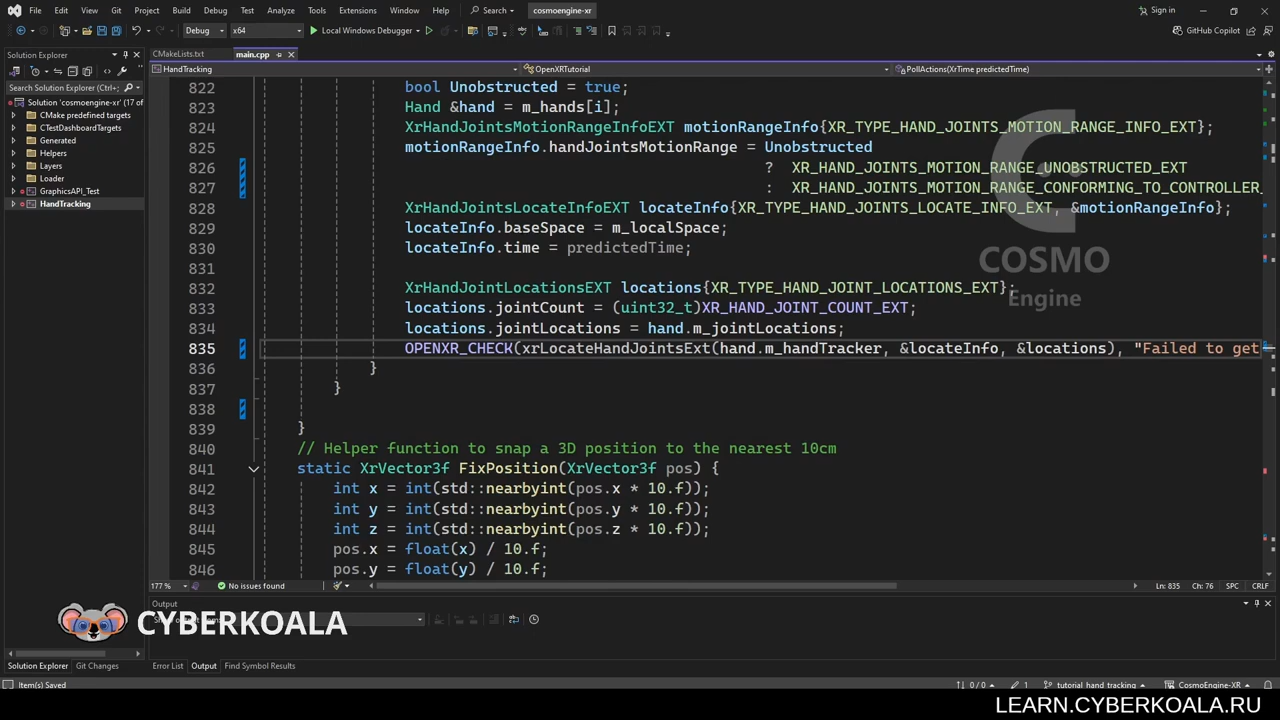 File Edit View Git Project Build Debug Test Analyze Tools Extensions Window Help Search cosmoengine-xr Sign in
Debug x64 Local Windows Debugger GitHub Copilot
Solution Explorer
CMakeLists.txt main.cpp
HandTracking OpenXRTutorial PollActions(XrTime predictedTime)
Search Solution Explorer
Solution 'cosmoengine-xr' (17 of
CMake predefined targets
CTestDashboardTargets
Generated
Helpers
Layers
Loader
GraphicsAPI_Test
HandTracking
822 bool Unobstructed = true;
823 Hand &hand = m_hands[i];
824 XrHandJointsMotionRangeInfoEXT motionRangeInfo{XR_TYPE_HAND_JOINTS_MOTION_RANGE_INFO_EXT};
825 motionRangeInfo.handJointsMotionRange = Unobstructed
826 ? XR_HAND_JOINTS_MOTION_RANGE_UNOBSTRUCTED_EXT
827 : XR_HAND_JOINTS_MOTION_RANGE_CONFORMING_TO_CONTROLLER_
828 XrHandJointsLocateInfoEXT locateInfo{XR_TYPE_HAND_JOINTS_LOCATE_INFO_EXT, &motionRangeInfo};
829 locateInfo.baseSpace = m_localSpace;
830 locateInfo.time = predictedTime;
831
832 XrHandJointLocationsEXT locations{XR_TYPE_HAND_JOINT_LOCATIONS_EXT};
833 locations.jointCount = (uint32_t)XR_HAND_JOINT_COUNT_EXT;
834 locations.jointLocations = hand.m_jointLocations;
835 OPENXR_CHECK(xrLocateHandJointsExt(hand.m_handTracker, &locateInfo, &locations), "Failed to get
836 }
837 }
838
839 }
840 // Helper function to snap a 3D position to the nearest 10cm
841 static XrVector3f FixPosition(XrVector3f pos) {
842 int x = int(std::nearbyint(pos.x * 10.f));
843 int y = int(std::nearbyint(pos.y * 10.f));
844 int z = int(std::nearbyint(pos.z * 10.f));
845 pos.x = float(x) / 10.f;
846 pos.y = float(y) / 10.f;
COSMO
Engine
177 % No issues found Ln: 835 Ch: 76 SPC CRLF
Output
CYBERKOALA
Solution Explorer Git Changes Error List Output Find Symbol Results
Item(s) Saved 0 / 0 1 tutorial_hand_tracking CosmoEngine-XR
LEARN.CYBERKOALA.RU